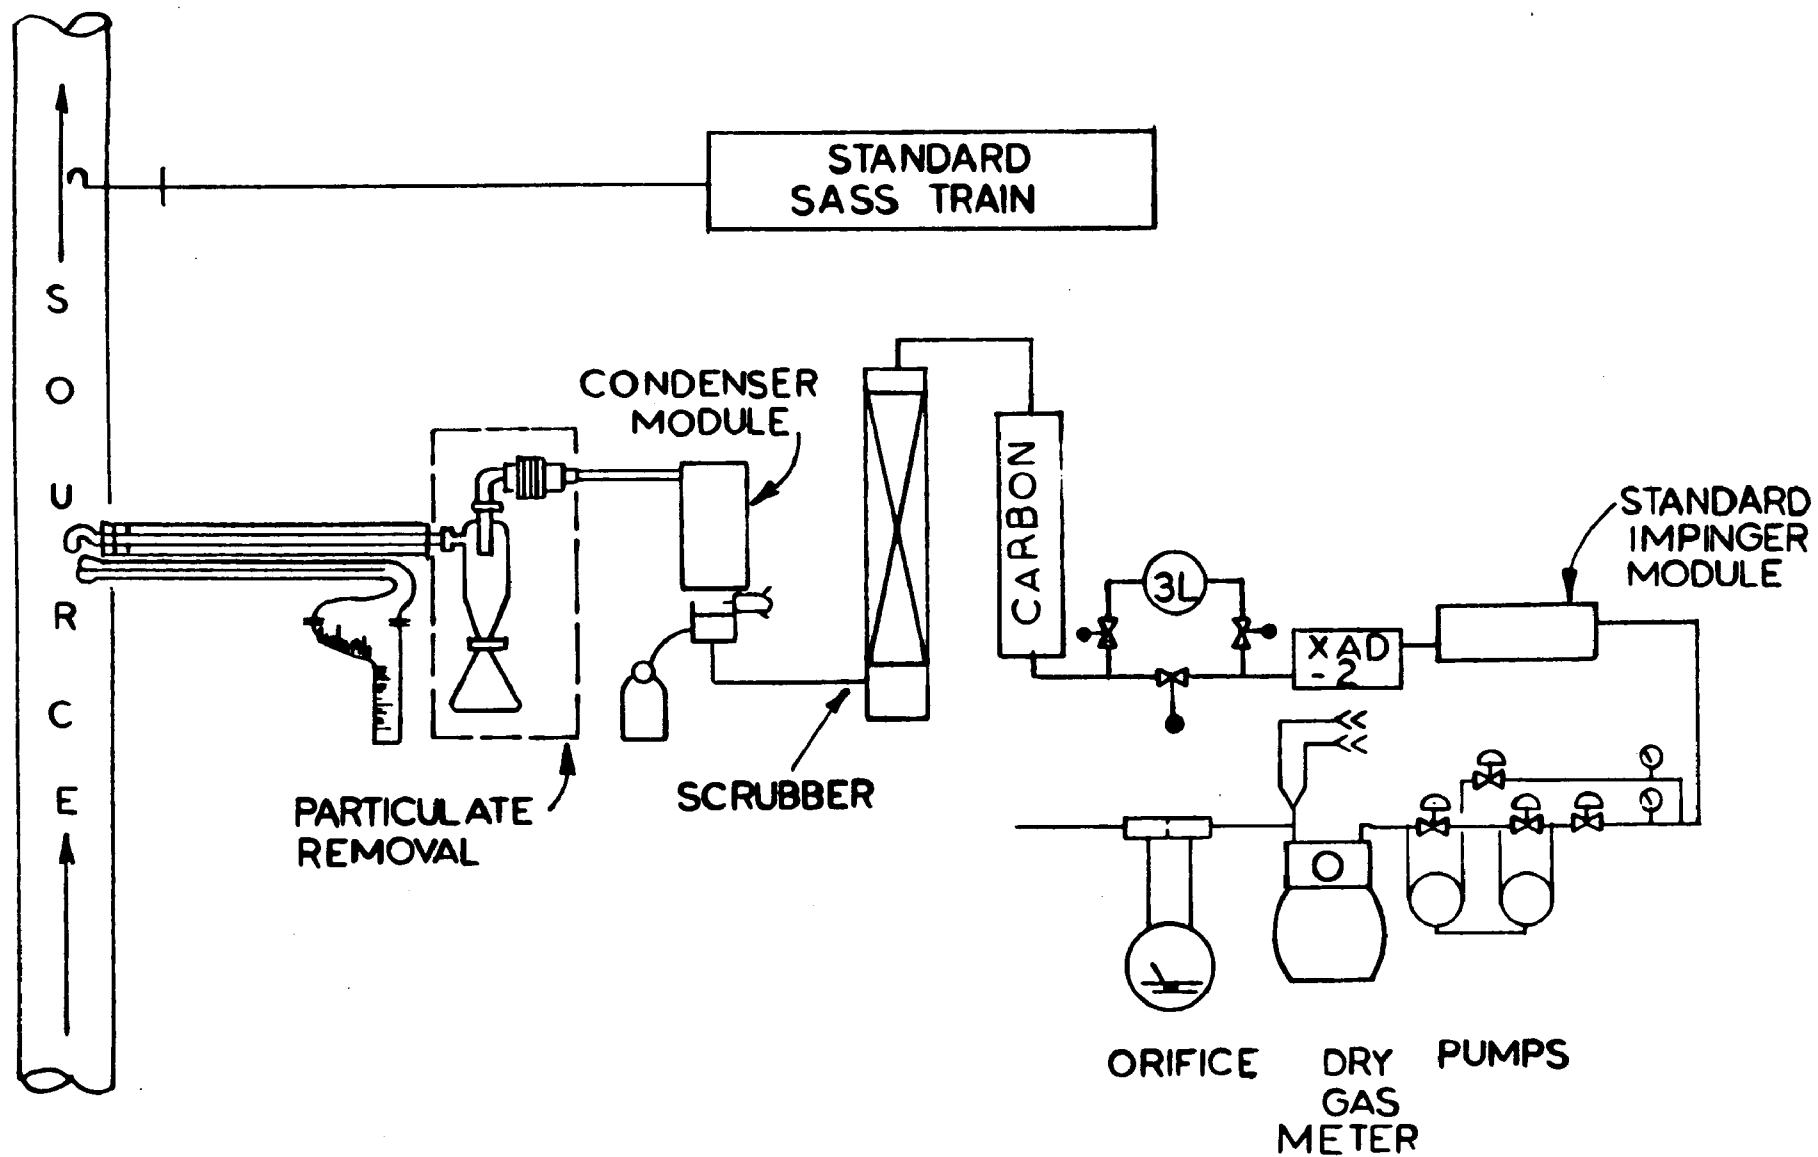 STANDARD
SASS TRAIN
SOURCE
CONDENSER
MODULE
CARBON
3L
STANDARD
IMPINGER
MODULE
XAD
-2
SCRUBBER
PARTICULATE
REMOVAL
ORIFICE
DRY
GAS
METER
PUMPS